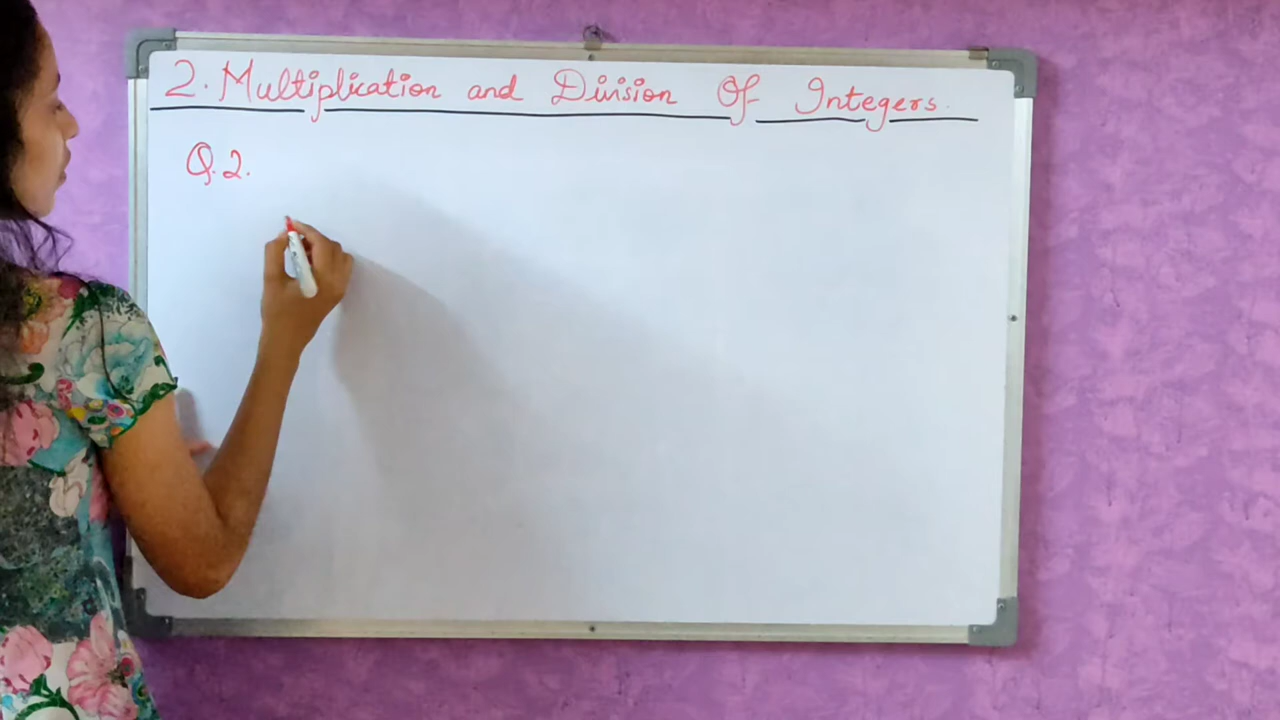 2. Multiplication and Division Of Integers.
Q.2.